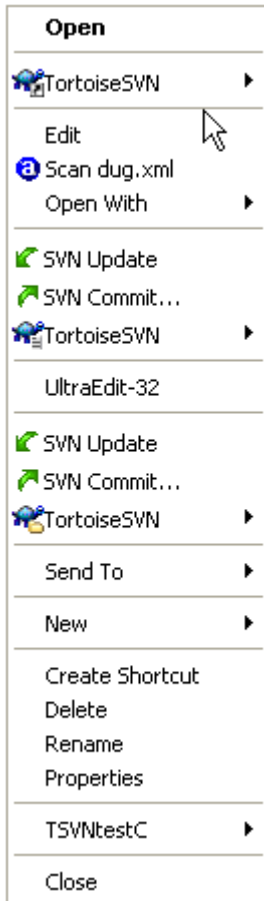 Open
TortoiseSVN
Edit
Scan dug.xml
Open With
SVN Update
SVN Commit...
TortoiseSVN
UltraEdit-32
SVN Update
SVN Commit...
TortoiseSVN
Send To
New
Create Shortcut
Delete
Rename
Properties
TSVNtestC
Close